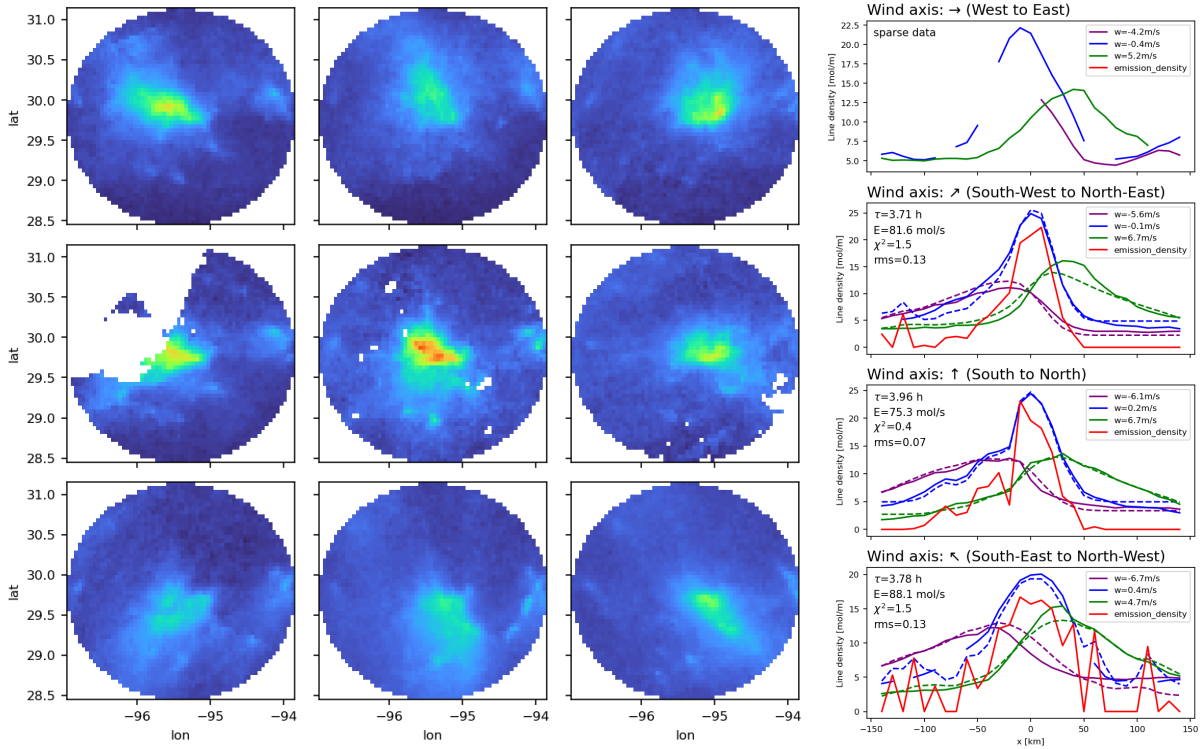 lat
31.0
30.5
30.0
29.5
29.0
28.5
lat
31.0
30.5
30.0
29.5
29.0
28.5
lat
31.0
30.5
30.0
29.5
29.0
28.5
−96 −95 −94
−96 −95 −94
−96 −95 −94
lon lon lon
Wind axis: → (West to East)
sparse data
w=-4.2m/s
w=-0.4m/s
w=5.2m/s
emission_density
Line density [mol/m]
22.5
20.0
17.5
15.0
12.5
10.0
7.5
5.0
Wind axis: ↗ (South-West to North-East)
τ=3.71 h
E=81.6 mol/s
χ²=1.5
rms=0.13
w=-5.6m/s
w=-0.1m/s
w=6.7m/s
emission_density
Line density [mol/m]
25
20
15
10
5
0
Wind axis: ↑ (South to North)
τ=3.96 h
E=75.3 mol/s
χ²=0.4
rms=0.07
w=-6.1m/s
w=0.2m/s
w=6.7m/s
emission_density
Line density [mol/m]
25
20
15
10
5
0
Wind axis: ↖ (South-East to North-West)
τ=3.78 h
E=88.1 mol/s
χ²=1.5
rms=0.13
w=-6.7m/s
w=0.4m/s
w=4.7m/s
emission_density
Line density [mol/m]
20
15
10
5
0
−150 −100 −50 0 50 100 150
x [km]